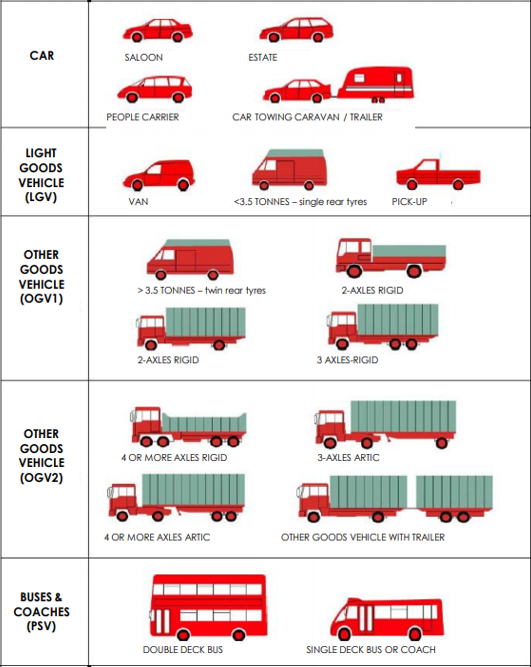 CAR
SALOON
ESTATE
PEOPLE CARRIER
CAR TOWING CARAVAN / TRAILER
LIGHT
GOODS
VEHICLE
(LGV)
VAN
<3.5 TONNES – single rear tyres
PICK-UP
OTHER
GOODS
VEHICLE
(OGV1)
> 3.5 TONNES – twin rear tyres
2-AXLES RIGID
2-AXLES RIGID
3 AXLES-RIGID
OTHER
GOODS
VEHICLE
(OGV2)
4 OR MORE AXLES RIGID
3-AXLES ARTIC
4 OR MORE AXLES ARTIC
OTHER GOODS VEHICLE WITH TRAILER
BUSES &
COACHES
(PSV)
DOUBLE DECK BUS
SINGLE DECK BUS OR COACH